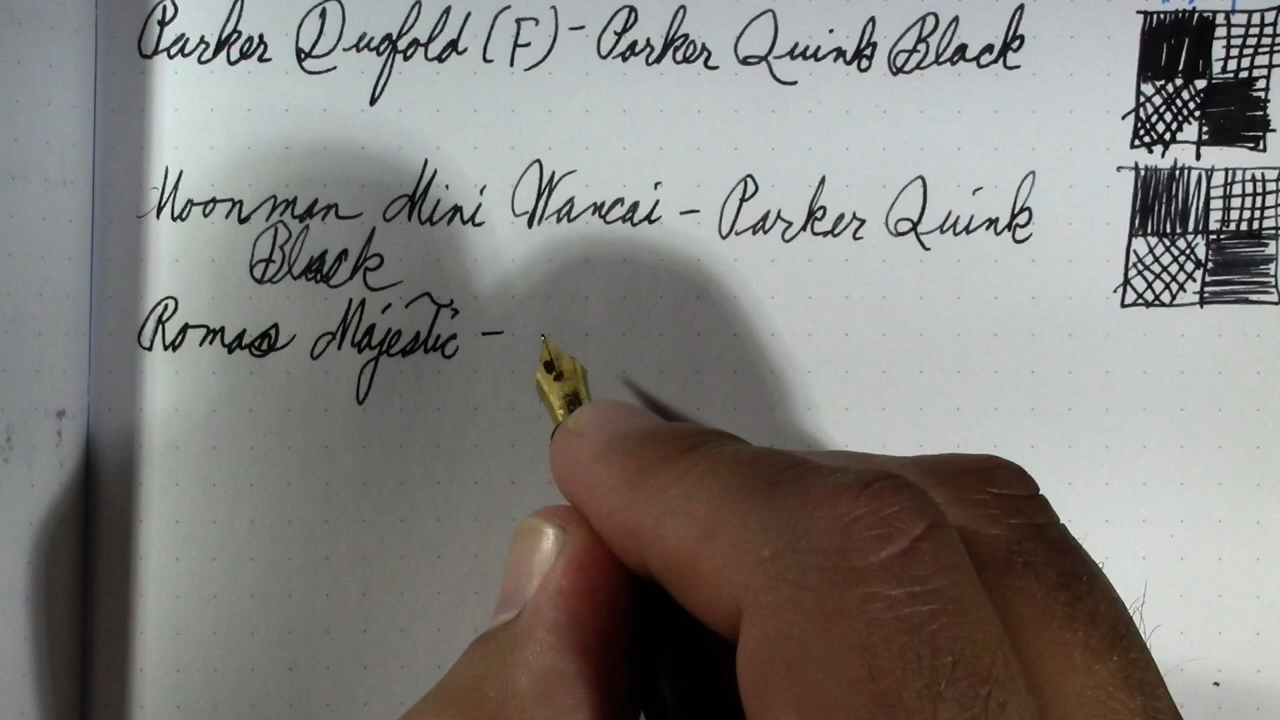 Parker Duofold (F) - Parker Quink Black
Moonman Mini Wancai - Parker Quink
Black
Romas Majestic -